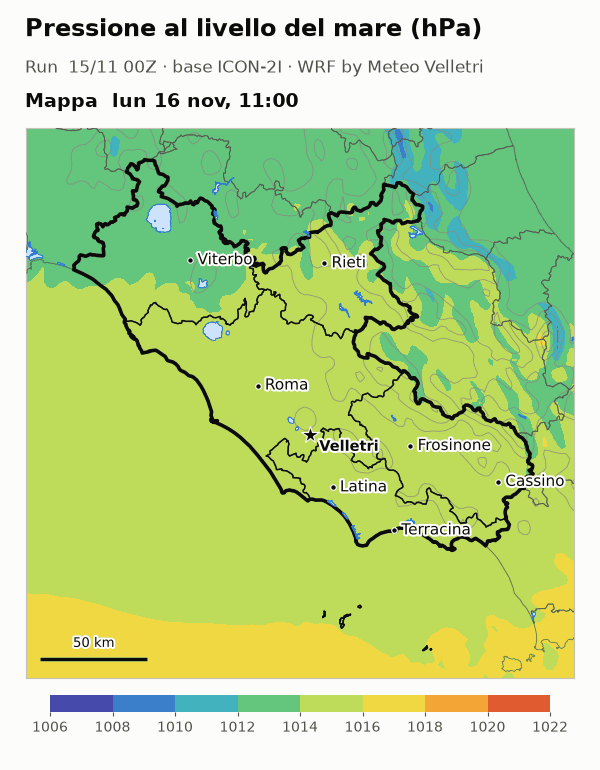 Pressione al livello del mare (hPa)
Run  15/11 00Z · base ICON-2I · WRF by Meteo Velletri
Mappa  lun 16 nov, 11:00
Viterbo
Rieti
Roma
Velletri
Frosinone
Latina
Cassino
Terracina
50 km
1006 1008 1010 1012 1014 1016 1018 1020 1022